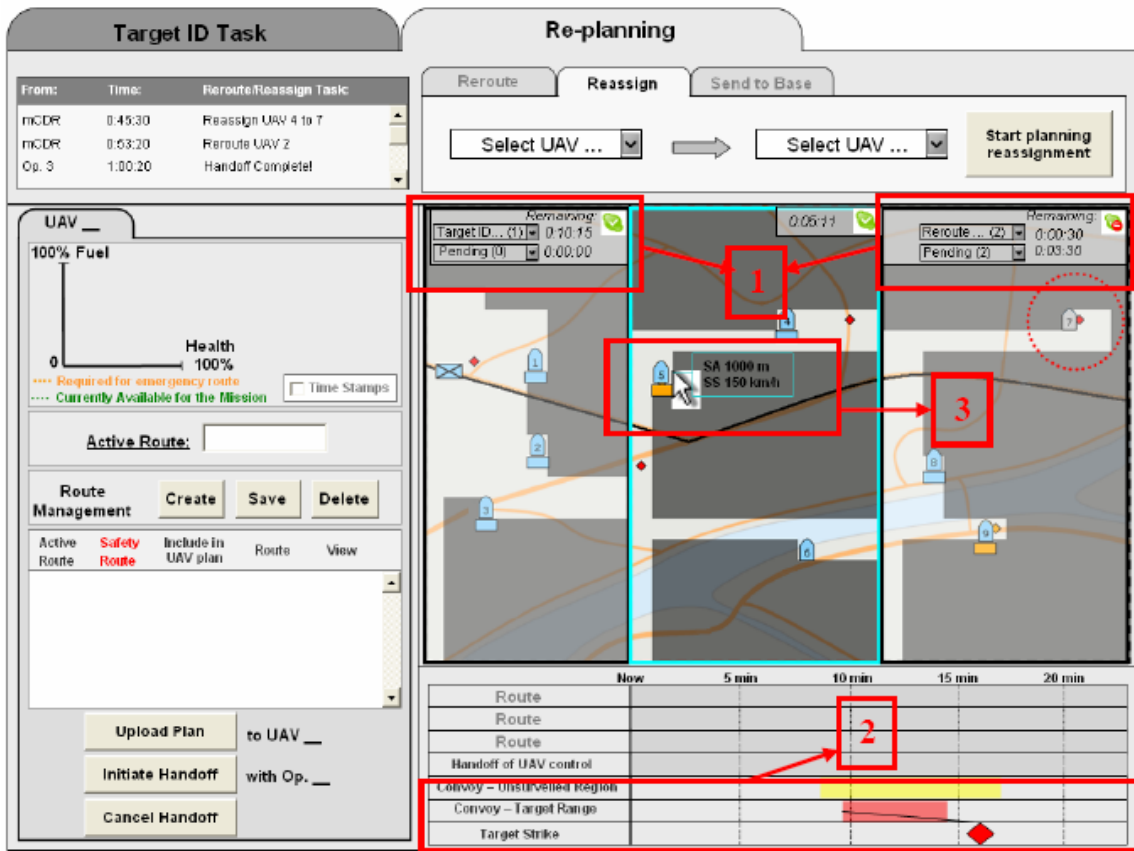 Target ID Task
Re-planning
From: Time: Reroute/Reassign Task:
mCDR 0:45:30 Reassign UAV 4 to 7
mCDR 0:53:20 Reroute UAV 2
Op. 3 1:00:20 Handoff Complete!
Reroute Reassign Send to Base
Select UAV ... Select UAV ...
Start planning
reassignment
UAV __
100% Fuel
0
Health
100%
Required for emergency route
Currently Available for the Mission
Time Stamps
Active Route:
Route
Management
Create Save Delete
Active
Route
Safety
Route
Include in
UAV plan
Route
View
Upload Plan to UAV __
Initiate Handoff with Op. __
Cancel Handoff
Remaining:
Target ID... (1) 0:10:15
Pending (0) 0:00:00
0:05:11
Remaining:
Reroute ... (2) 0:00:30
Pending (2) 0:03:30
1
1
2
3
4
5
6
7
8
9
SA 1000 m
SS 150 km/h
3
Now 5 min 10 min 15 min 20 min
Route
Route
Route
Handoff of UAV control
2
Convoy – Unsurveilled Region
Convoy – Target Range
Target Strike